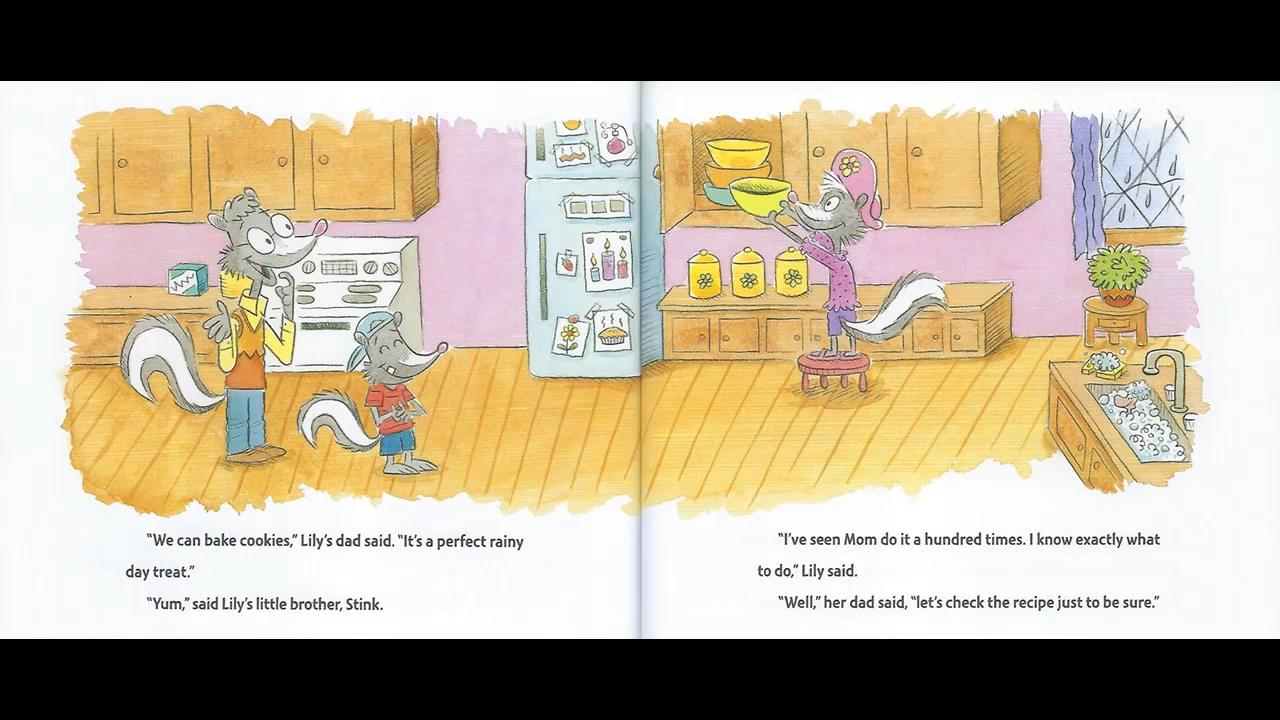 “We can bake cookies,” Lily’s dad said. “It’s a perfect rainy
day treat.”
“Yum,” said Lily’s little brother, Stink.
“I’ve seen Mom do it a hundred times. I know exactly what
to do,” Lily said.
“Well,” her dad said, “let’s check the recipe just to be sure.”